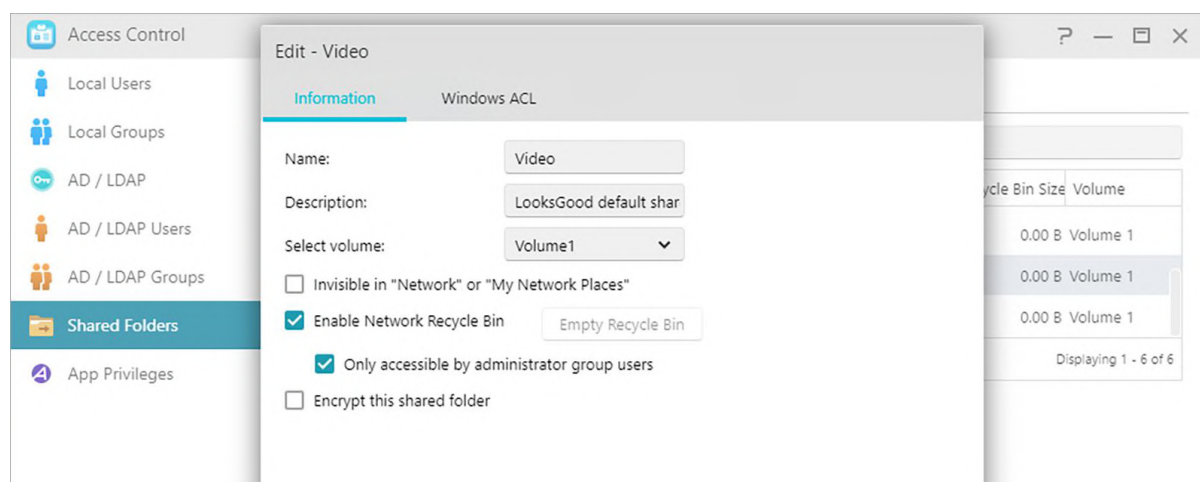 Access Control
Local Users
Local Groups
AD / LDAP
AD / LDAP Users
AD / LDAP Groups
Shared Folders
App Privileges
Edit - Video
Information
Windows ACL
Name:
Video
Description:
LooksGood default shar
Select volume:
Volume1
Invisible in "Network" or "My Network Places"
Enable Network Recycle Bin
Empty Recycle Bin
Only accessible by administrator group users
Encrypt this shared folder
ycle Bin Size Volume
0.00 B Volume 1
0.00 B Volume 1
0.00 B Volume 1
Displaying 1 - 6 of 6